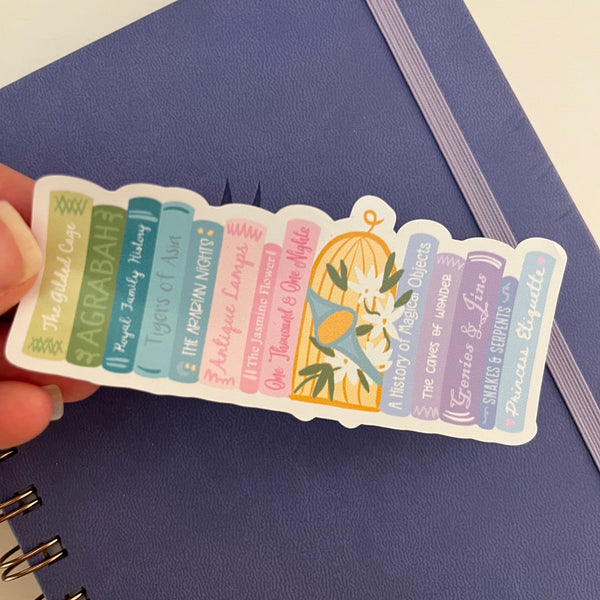 The Gilded Cage
AGRABAH
Royal Family History
Tigers of Asia
THE ARABIAN NIGHTS
Antique Lamps
The Jasmine Flower
One Thousand & One Nights
A History of Magical Objects
THE CAVES OF WONDER
Genies & Jins
SNAKES & SERPENTS
Princess Etiquette